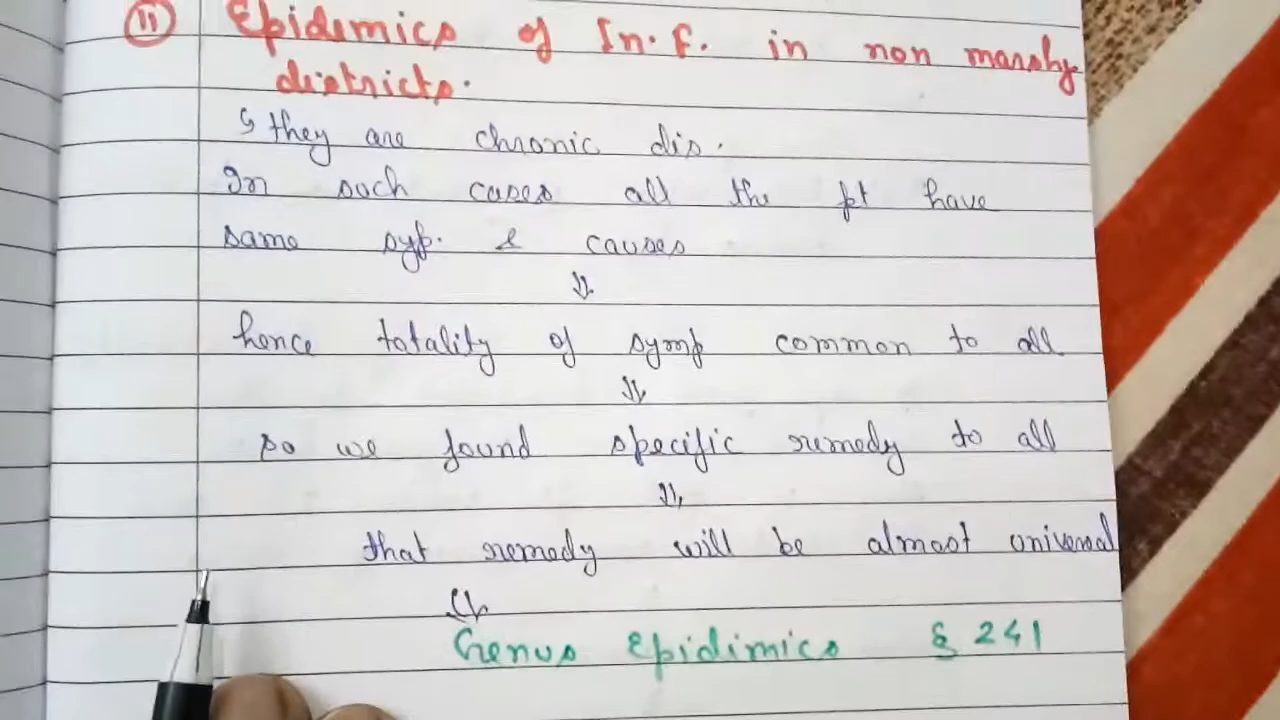 (11) Epidemics of In. F. in non marshy
districts.
↳ they are chronic dis.
In such cases all the pt have
same syp. & causes
⇓
hence totality of symp common to all
⇓
so we found specific remedy to all
⇓
that remedy will be almost universal
⇓
Genus Epidimics § 241